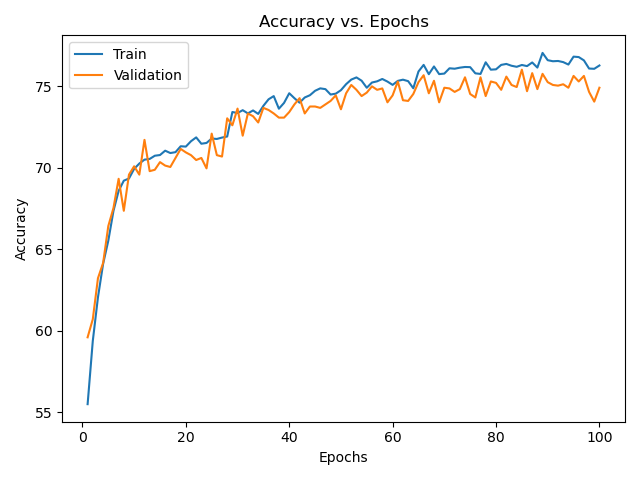 Accuracy vs. Epochs
Train
Validation
75
70
65
60
55
Accuracy
0 20 40 60 80 100
Epochs